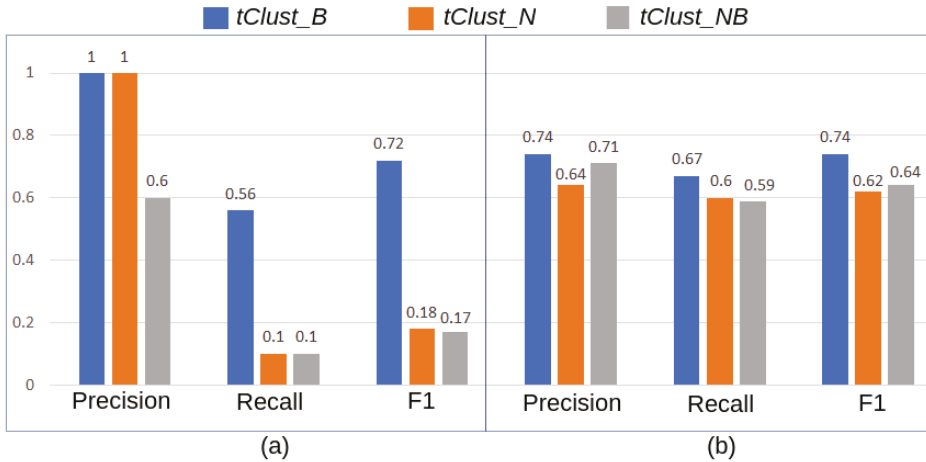 tClust_B tClust_N tClust_NB
1 1
1
0.8
0.72 0.74 0.71 0.74
0.6 0.56 0.64 0.67 0.6 0.59 0.62 0.64
0.6
0.4
0.2
0.1 0.1 0.18 0.17
0
Precision Recall F1 Precision Recall F1
(a) (b)